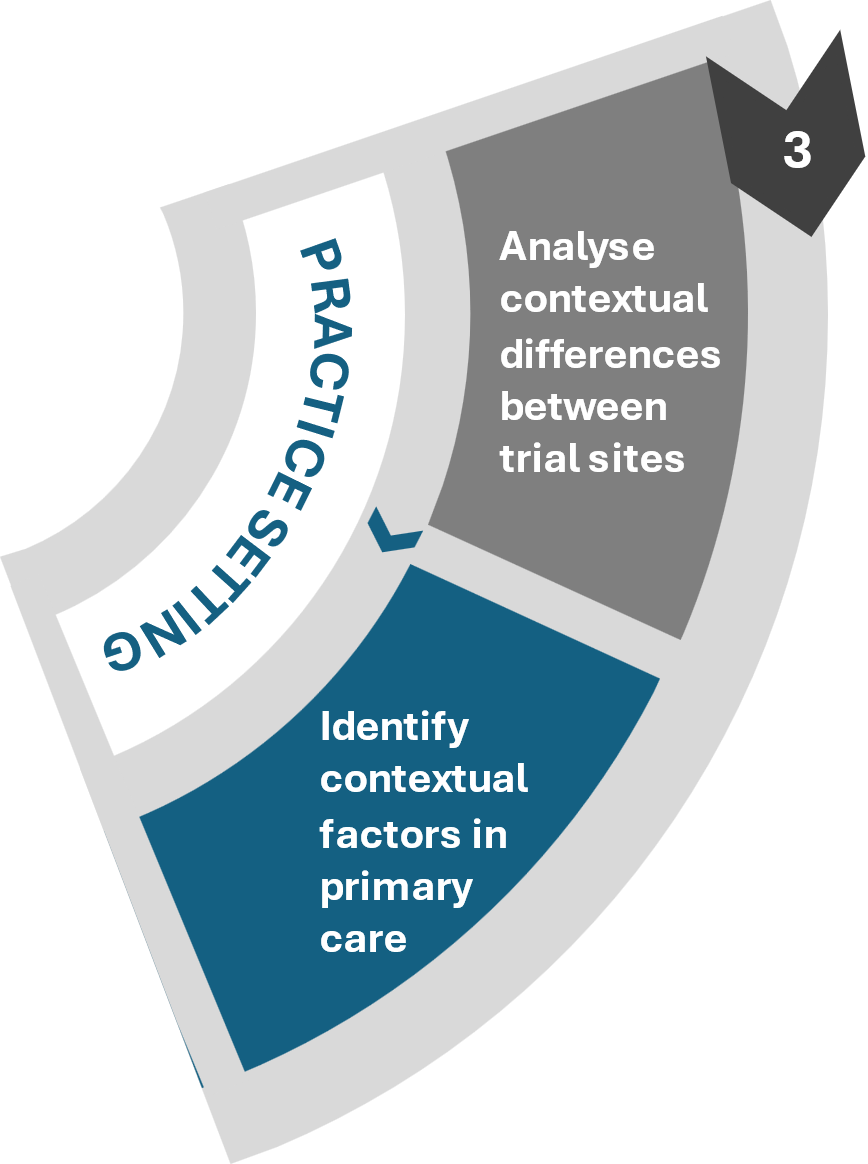 3
PRACTICE SETTING
Analyse
contextual
differences
between
trial sites
Identify
contextual
factors in
primary
care